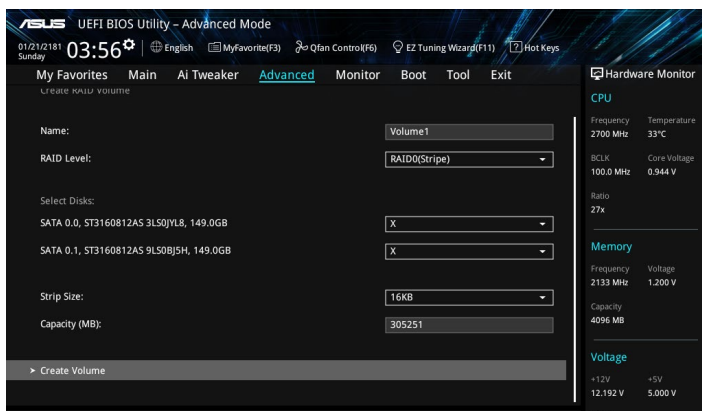 ASUS UEFI BIOS Utility – Advanced Mode
01/21/2181 Sunday 03:56 English MyFavorite(F3) Qfan Control(F6) EZ Tuning Wizard(F11) ? Hot Keys
My Favorites Main Ai Tweaker Advanced Monitor Boot Tool Exit
Create RAID Volume
Name: Volume1
RAID Level: RAID0(Stripe)
Select Disks:
SATA 0.0, ST3160812AS 3LS0JYL8, 149.0GB X
SATA 0.1, ST3160812AS 9LS0BJ5H, 149.0GB X
Strip Size: 16KB
Capacity (MB): 305251
> Create Volume
Hardware Monitor
CPU
Frequency Temperature
2700 MHz 33°C
BCLK Core Voltage
100.0 MHz 0.944 V
Ratio
27x
Memory
Frequency Voltage
2133 MHz 1.200 V
Capacity
4096 MB
Voltage
+12V +5V
12.192 V 5.000 V